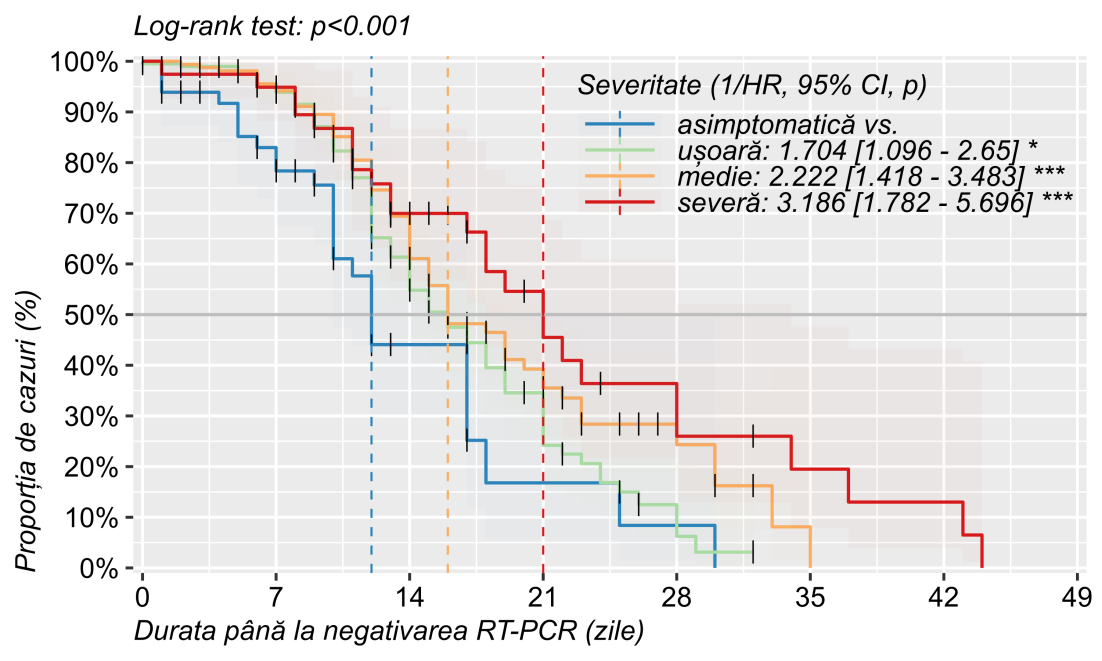 Log-rank test: p<0.001
Severitate (1/HR, 95% CI, p)
asimptomatică vs.
ușoară: 1.704 [1.096 - 2.65] *
medie: 2.222 [1.418 - 3.483] ***
severă: 3.186 [1.782 - 5.696] ***
Proporția de cazuri (%)
100%
90%
80%
70%
60%
50%
40%
30%
20%
10%
0%
0 7 14 21 28 35 42 49
Durata până la negativarea RT-PCR (zile)